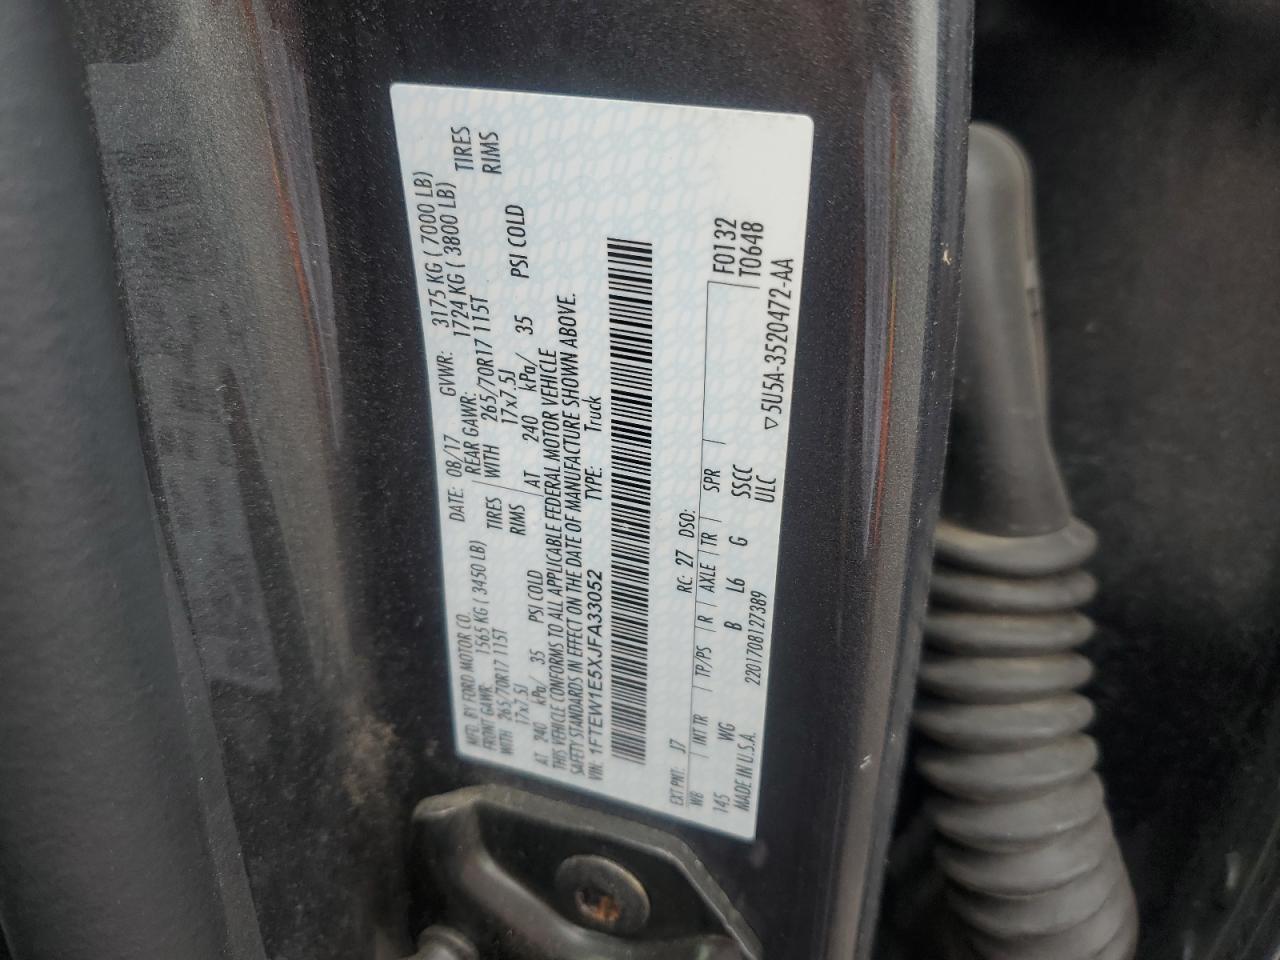 MFD. BY FORD MOTOR CO.
DATE: 08/17 GVWR: 3175 KG ( 7000 LB)
FRONT GAWR: 1565 KG ( 3450 LB) REAR GAWR: 1724 KG ( 3800 LB)
WITH 265/70R17 115T TIRES WITH 265/70R17 115T TIRES
17x7.5J RIMS 17x7.5J RIMS
AT 240 kPa/ 35 PSI COLD AT 240 kPa/ 35 PSI COLD
THIS VEHICLE CONFORMS TO ALL APPLICABLE FEDERAL MOTOR VEHICLE
SAFETY STANDARDS IN EFFECT ON THE DATE OF MANUFACTURE SHOWN ABOVE.
VIN: 1FTEW1E5XJFA33052 TYPE: Truck
EXT PNT: J7 RC: 27 DSO: F0132
WB INT TR TP/PS R AXLE TR SPR T0648
145 WG B L6 G SSCC
MADE IN U.S.A. 2201708127389 ULC
▽5U5A-3520472-AA